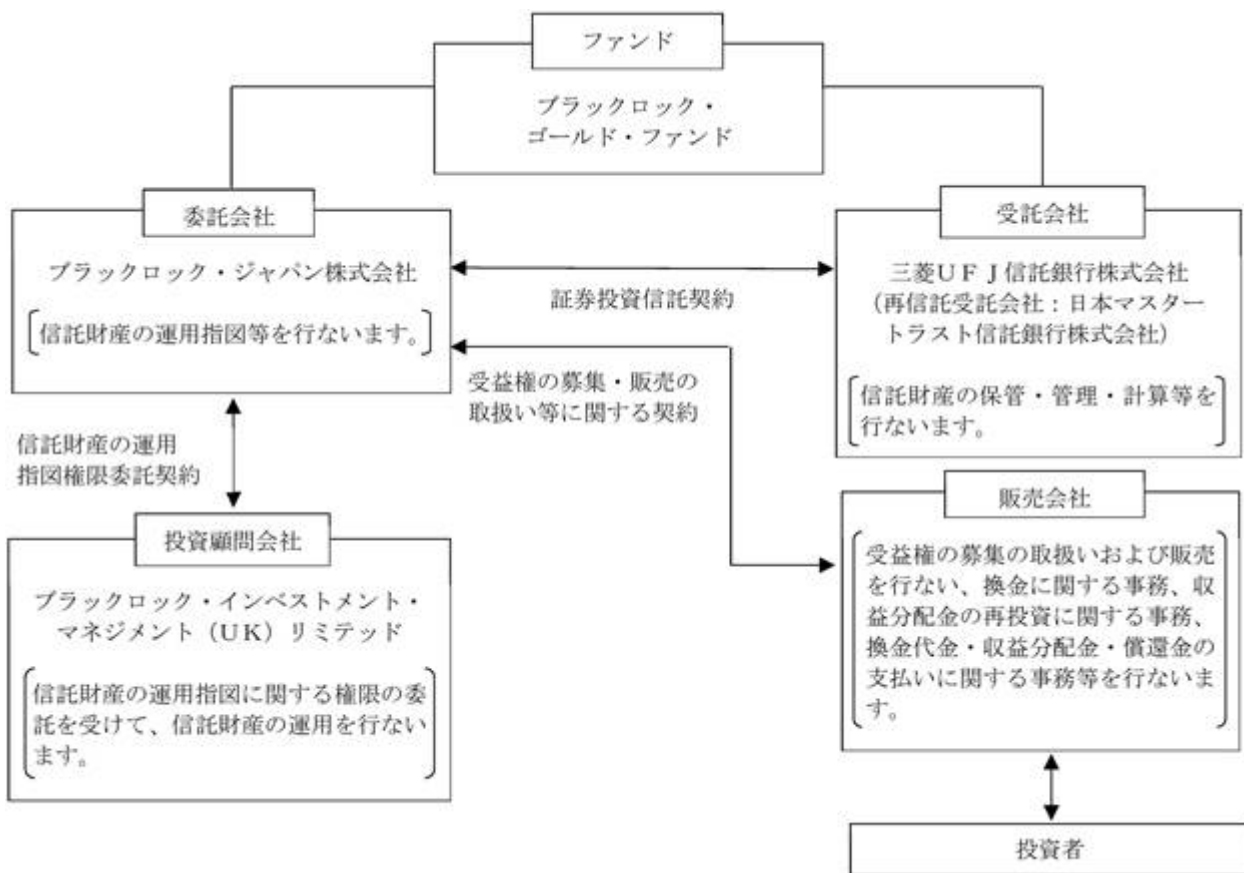 ファンド
ブラックロック・
ゴールド・ファンド
委託会社
ブラックロック・ジャパン株式会社
信託財産の運用指図等を行ないます。
証券投資信託契約
受託会社
三菱UFJ信託銀行株式会社
（再信託受託会社：日本マスター
トラスト信託銀行株式会社）
信託財産の保管・管理・計算等を
行ないます。
受益権の募集・販売の
取扱い等に関する契約
信託財産の運用
指図権限委託契約
投資顧問会社
ブラックロック・インベストメント・
マネジメント（UK）リミテッド
信託財産の運用指図に関する権限の委
託を受けて、信託財産の運用を行ない
ます。
販売会社
受益権の募集の取扱いおよび販売
を行ない、換金に関する事務、収
益分配金の再投資に関する事務、
換金代金・収益分配金・償還金の
支払いに関する事務等を行ないま
す。
投資者